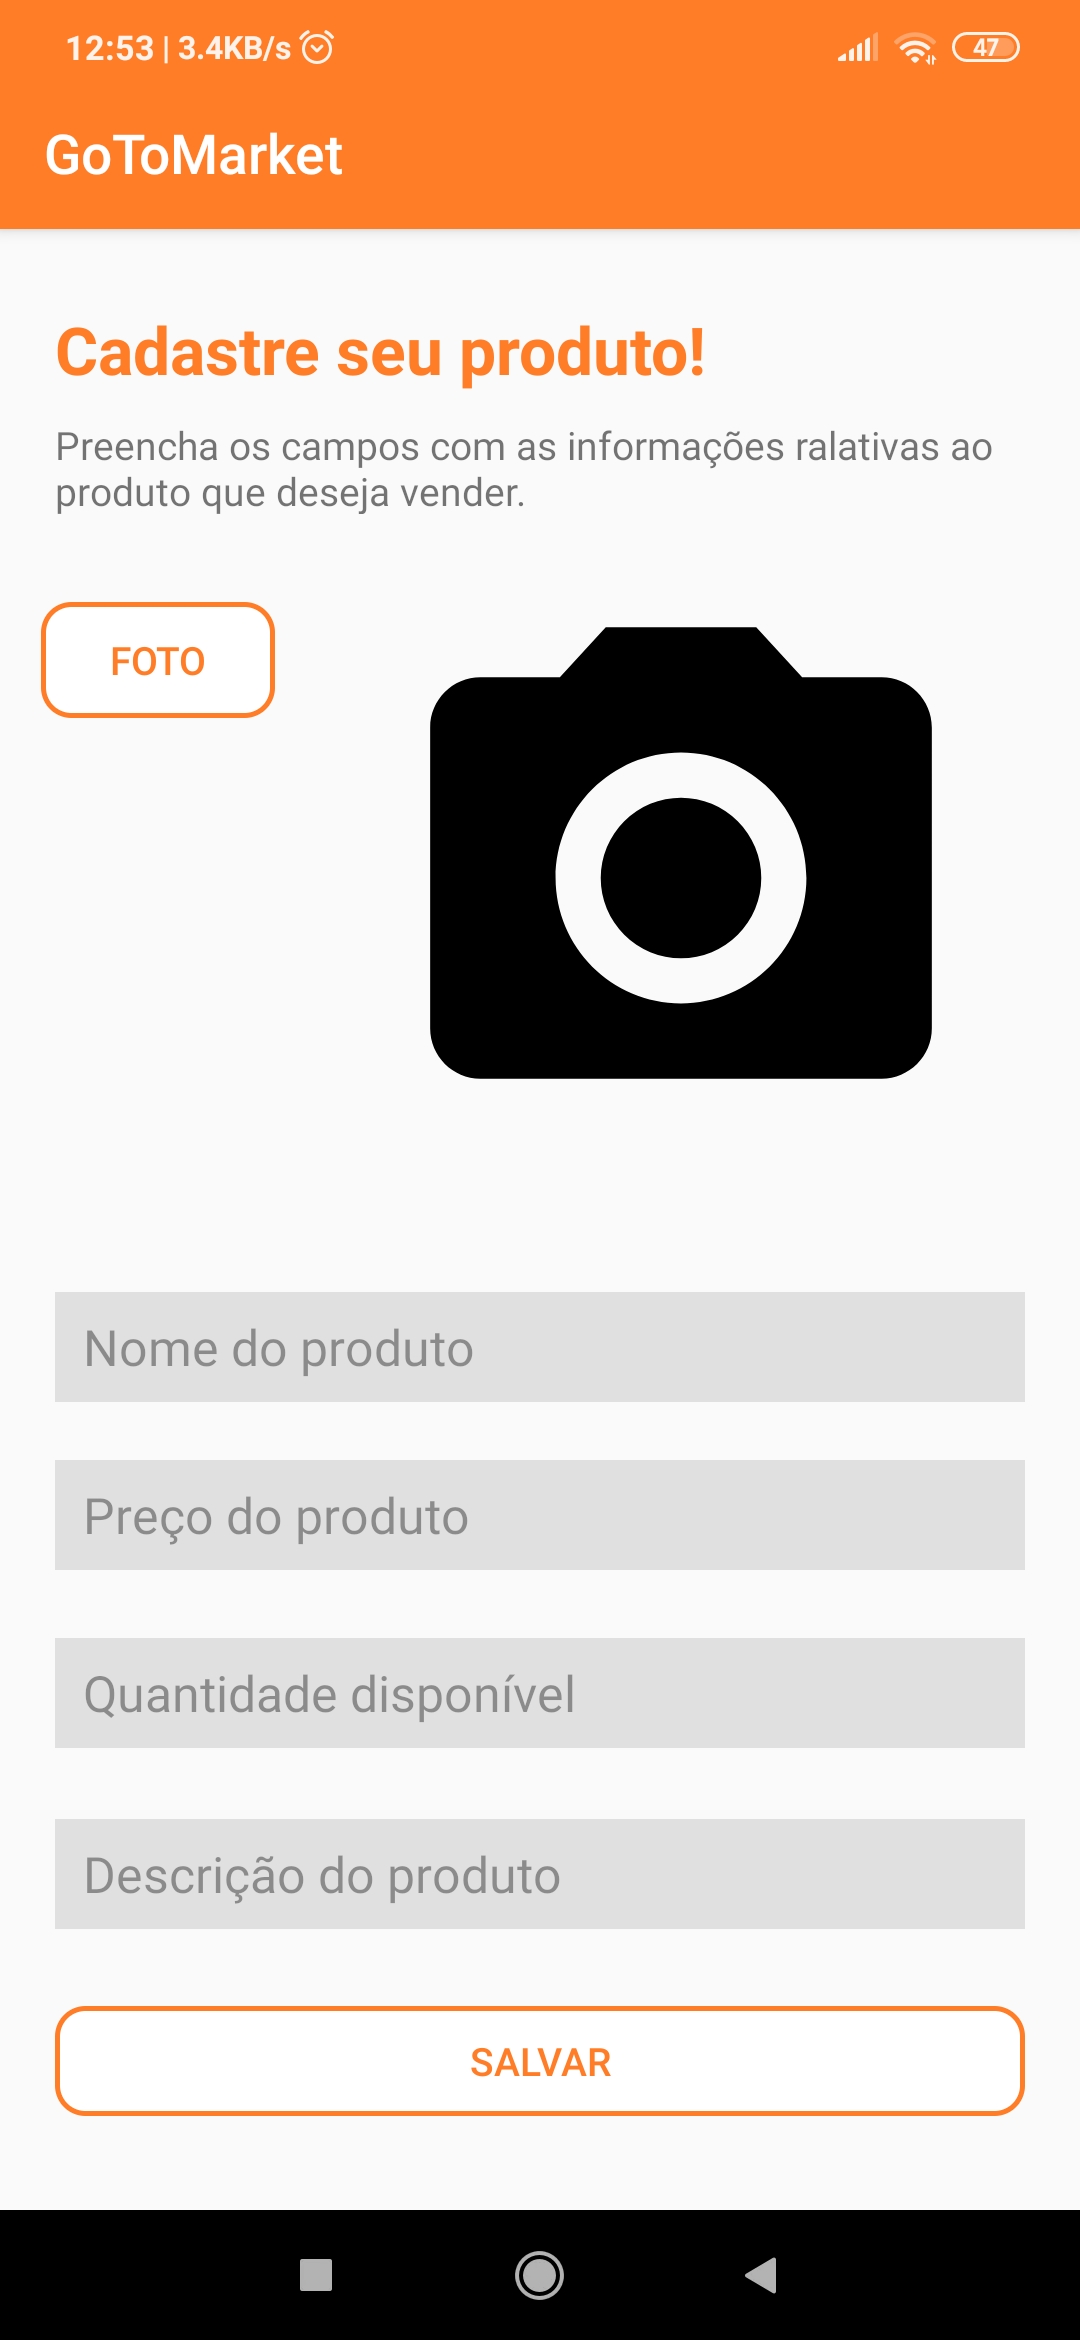 12:53 | 3.4KB/s
47
GoToMarket
Cadastre seu produto!
Preencha os campos com as informações ralativas ao
produto que deseja vender.
FOTO
Nome do produto
Preço do produto
Quantidade disponível
Descrição do produto
SALVAR